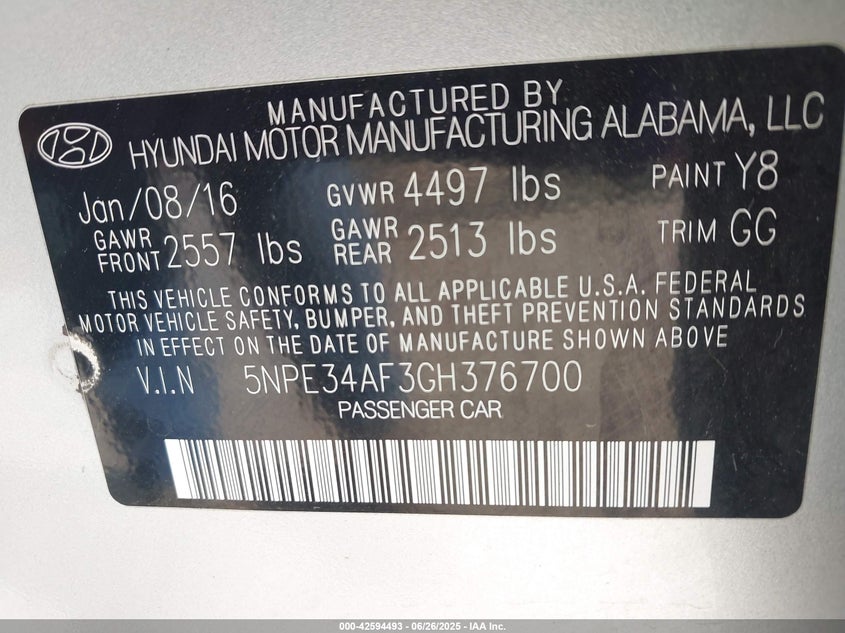 MANUFACTURED BY
HYUNDAI MOTOR MANUFACTURING ALABAMA, LLC
Jan/08/16 GVWR 4497 lbs PAINT Y8
GAWR FRONT 2557 lbs GAWR REAR 2513 lbs TRIM GG
THIS VEHICLE CONFORMS TO ALL APPLICABLE U.S.A. FEDERAL
MOTOR VEHICLE SAFETY, BUMPER, AND THEFT PREVENTION STANDARDS
IN EFFECT ON THE DATE OF MANUFACTURE SHOWN ABOVE
V.I.N 5NPE34AF3GH376700
PASSENGER CAR
000-42594493 - 06/26/2025 - IAA Inc.